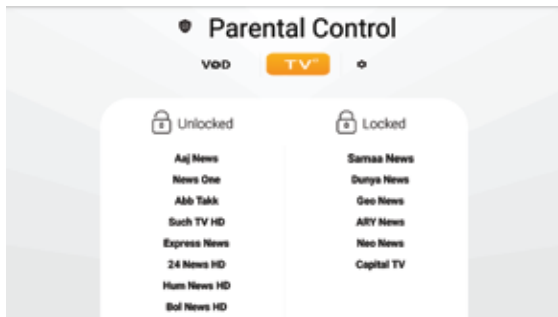 Parental Control
VOD
TV
Unlocked
Aaj News
News One
Abb Takk
Such TV HD
Express News
24 News HD
Hum News HD
Bol News HD
Locked
Samaa News
Dunya News
Geo News
ARY News
Neo News
Capital TV